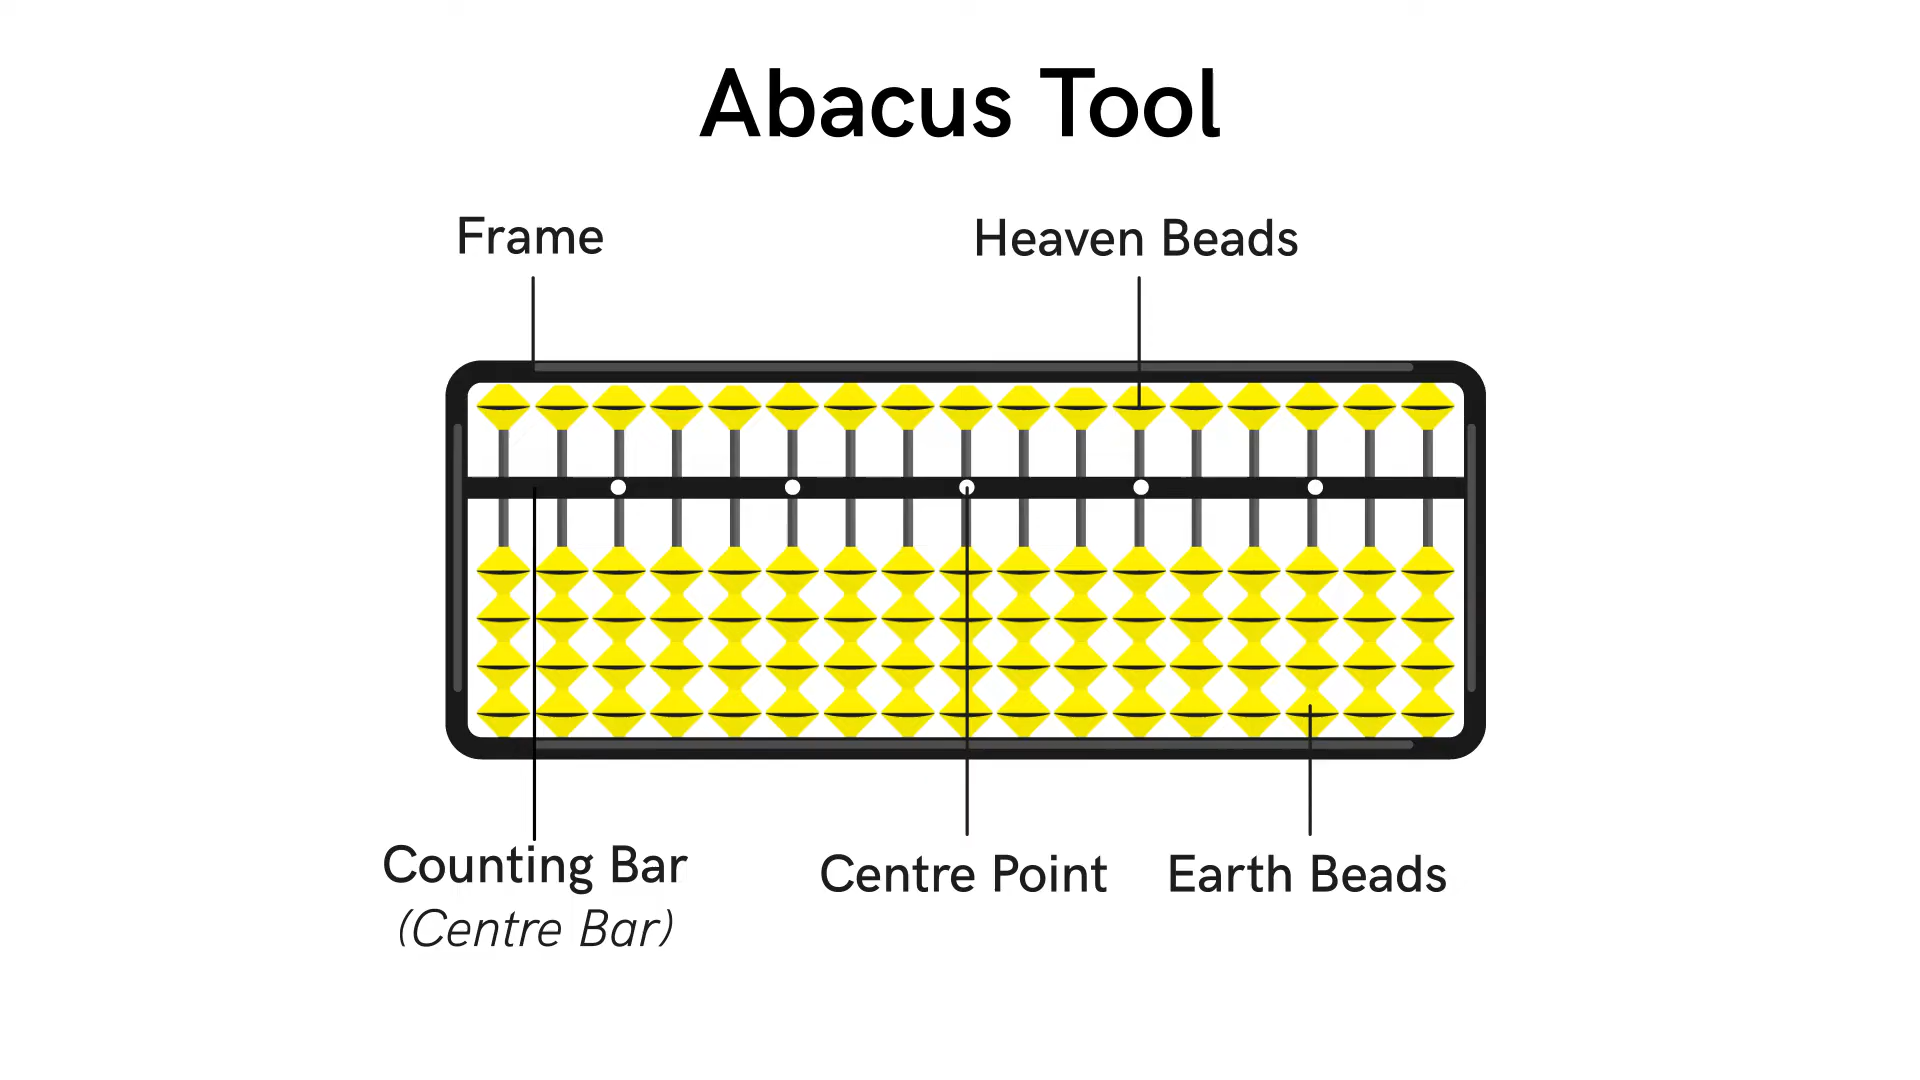 Abacus Tool
Frame
Heaven Beads
Counting Bar
(Centre Bar)
Centre Point
Earth Beads